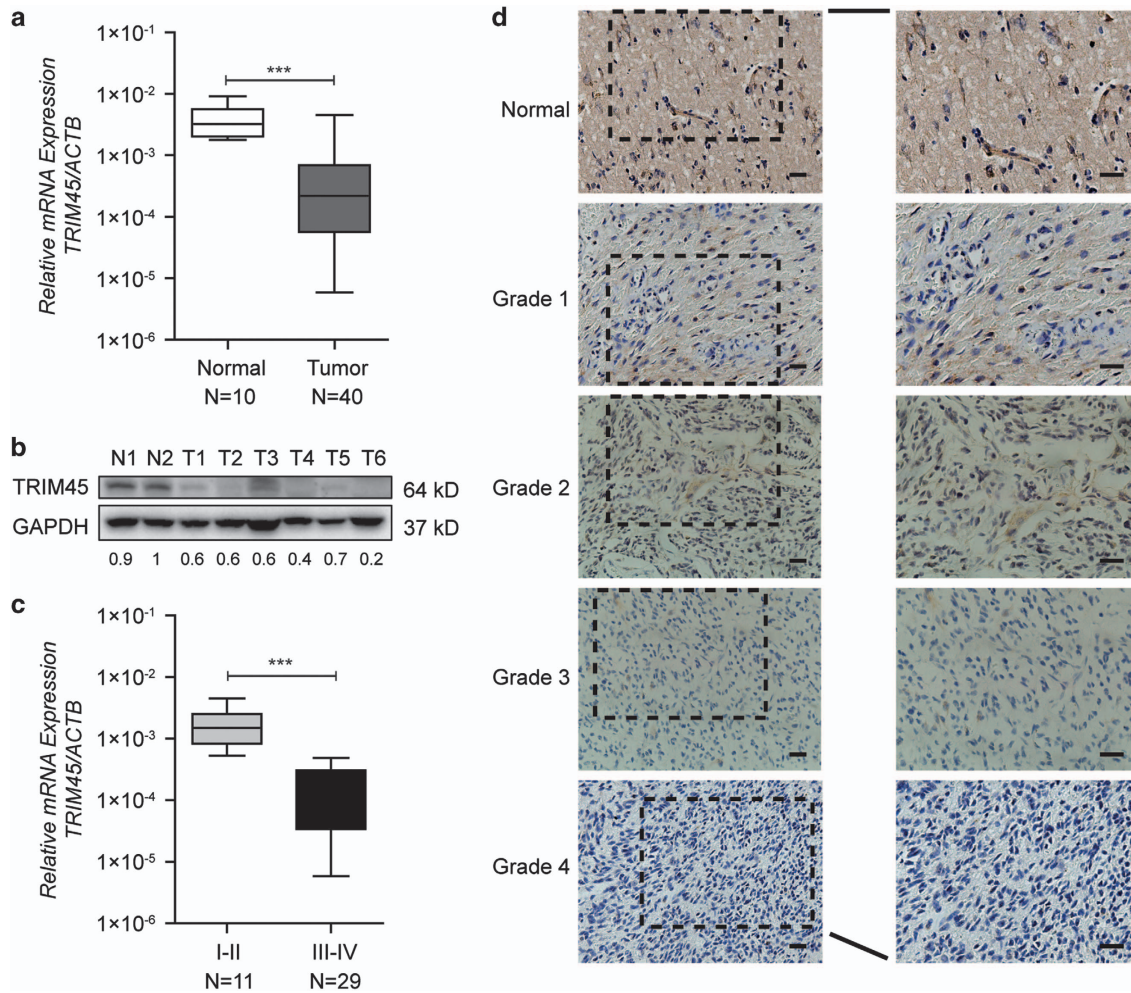 a
Relative mRNA Expression
TRIM45/ACTB
1×10-1
1×10-2
1×10-3
1×10-4
1×10-5
1×10-6
***
Normal
N=10
Tumor
N=40
b
N1 N2 T1 T2 T3 T4 T5 T6
TRIM45
64 kD
GAPDH
37 kD
0.9 1 0.6 0.6 0.6 0.4 0.7 0.2
c
Relative mRNA Expression
TRIM45/ACTB
1×10-1
1×10-2
1×10-3
1×10-4
1×10-5
1×10-6
***
I-II
N=11
III-IV
N=29
d
Normal
Grade 1
Grade 2
Grade 3
Grade 4